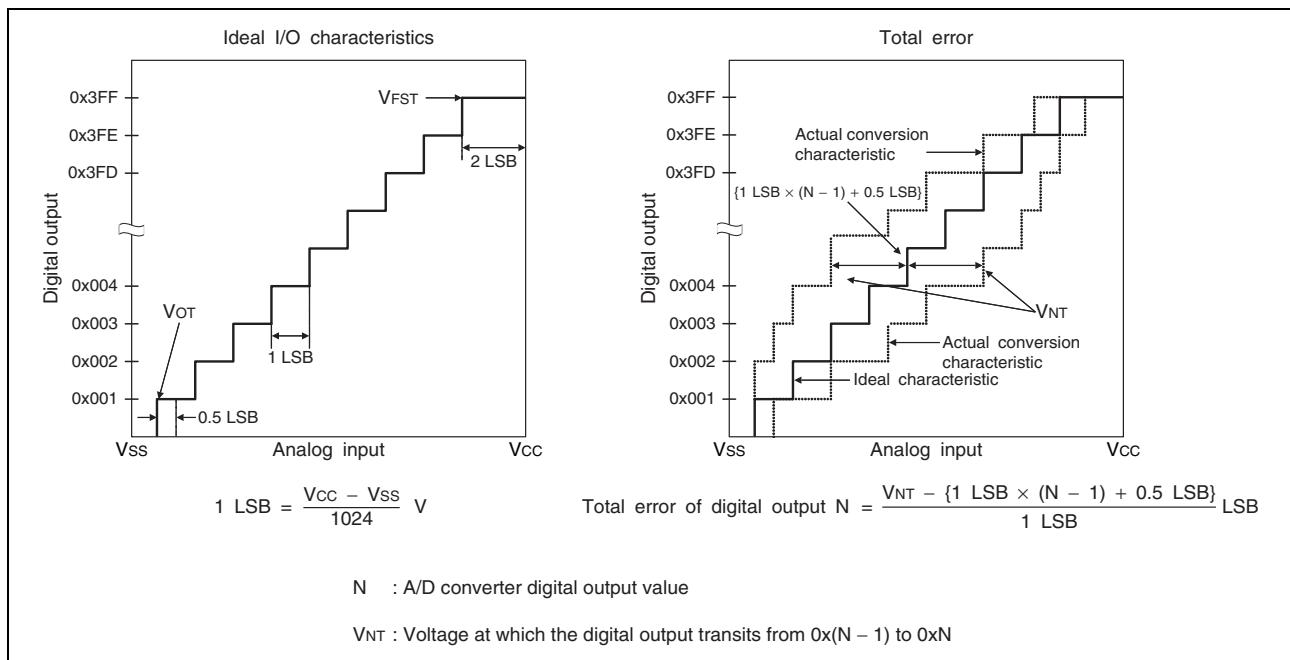 Ideal I/O characteristics
Digital output
0x3FF
0x3FE
0x3FD
0x004
0x003
0x002
0x001
VFST
2 LSB
VOT
1 LSB
0.5 LSB
VSS
Analog input
VCC
1 LSB = VCC − VSS / 1024 V
Total error
Digital output
0x3FF
0x3FE
0x3FD
0x004
0x003
0x002
0x001
Actual conversion
characteristic
{1 LSB × (N − 1) + 0.5 LSB}
VNT
Actual conversion
characteristic
Ideal characteristic
VSS
Analog input
VCC
Total error of digital output N = VNT − {1 LSB × (N − 1) + 0.5 LSB} / 1 LSB LSB
N : A/D converter digital output value
VNT : Voltage at which the digital output transits from 0x(N − 1) to 0xN